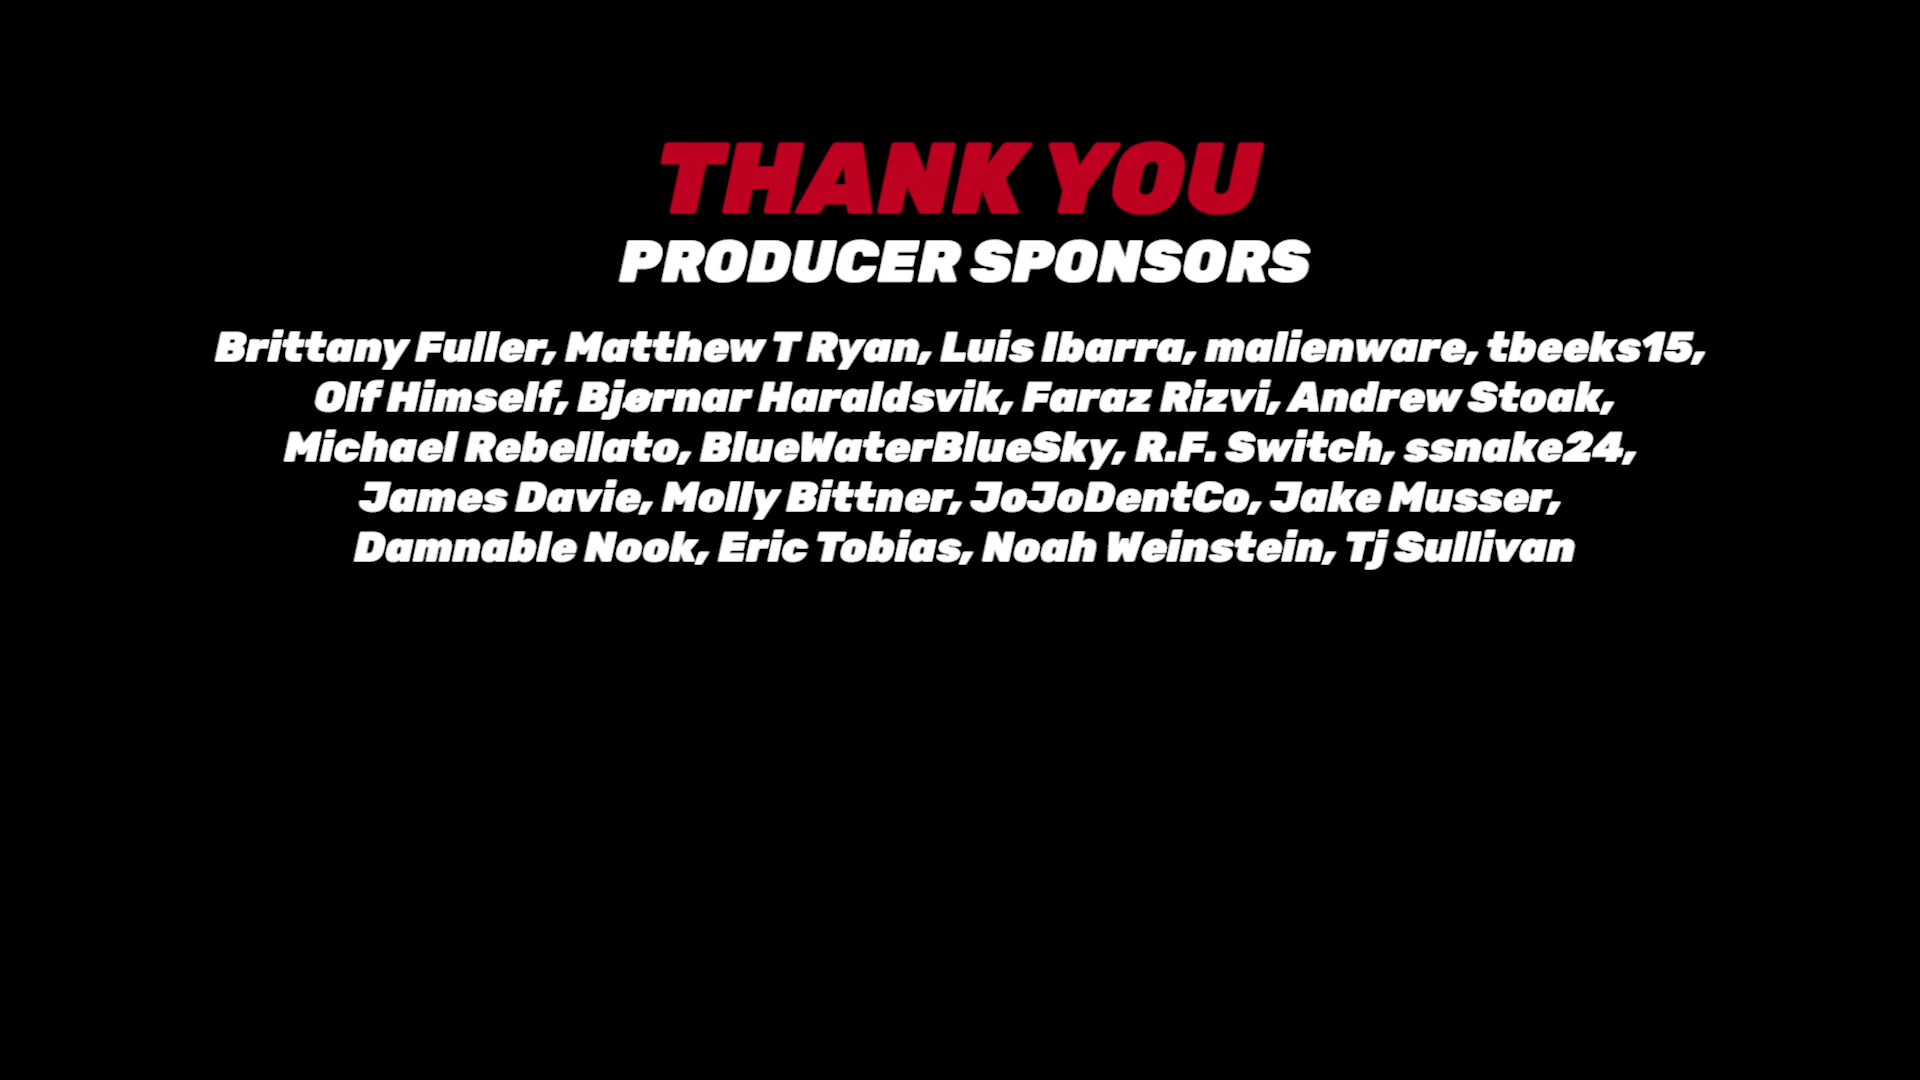 THANK YOU
PRODUCER SPONSORS
Brittany Fuller, Matthew T Ryan, Luis Ibarra, malienware, tbeeks15,
Olf Himself, Bjørnar Haraldsvik, Faraz Rizvi, Andrew Stoak,
Michael Rebellato, BlueWaterBlueSky, R.F. Switch, ssnake24,
James Davie, Molly Bittner, JoJoDentCo, Jake Musser,
Damnable Nook, Eric Tobias, Noah Weinstein, Tj Sullivan